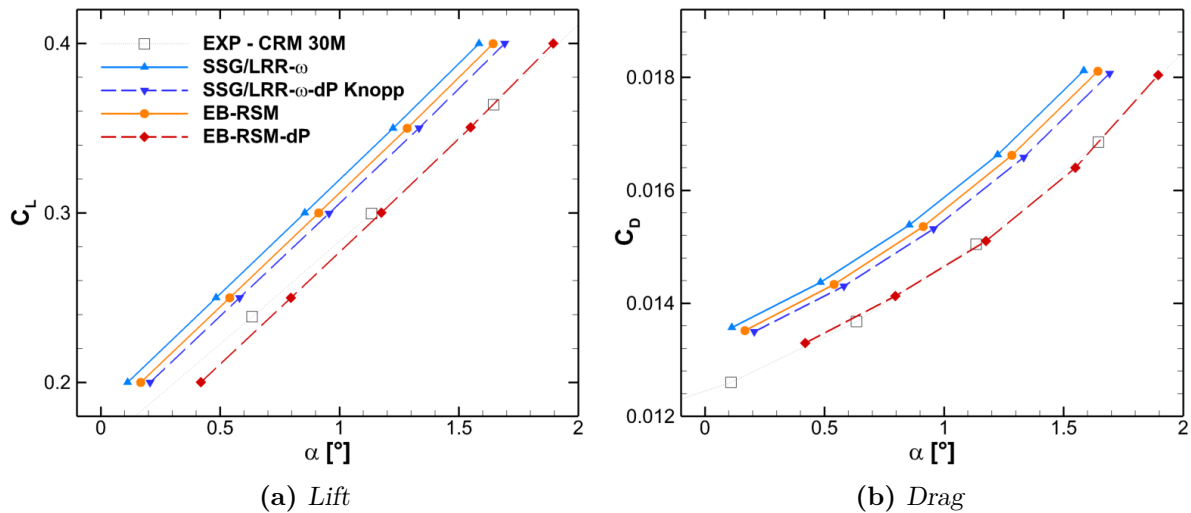 EXP - CRM 30M
SSG/LRR-ω
SSG/LRR-ω-dP Knopp
EB-RSM
EB-RSM-dP
C_L
0.4
0.3
0.2
0 0.5 1 1.5 2
α [°]
(a) Lift
C_D
0.018
0.016
0.014
0.012
0 0.5 1 1.5 2
α [°]
(b) Drag